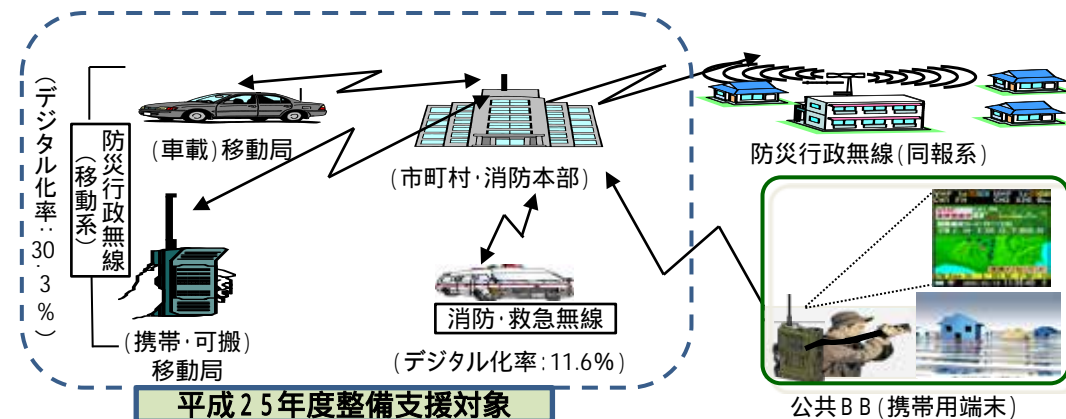 (デジタル化率:30.3%)
防災行政無線
(移動系)
(車載)移動局
(携帯・可搬)
移動局
(市町村・消防本部)
消防・救急無線
(デジタル化率:11.6%)
平成25年度整備支援対象
防災行政無線(同報系)
公共BB(携帯用端末)